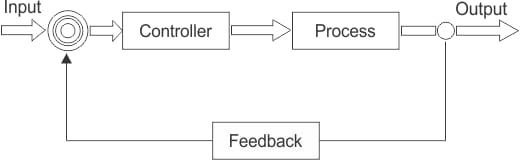 Input
Controller
Process
Output
Feedback